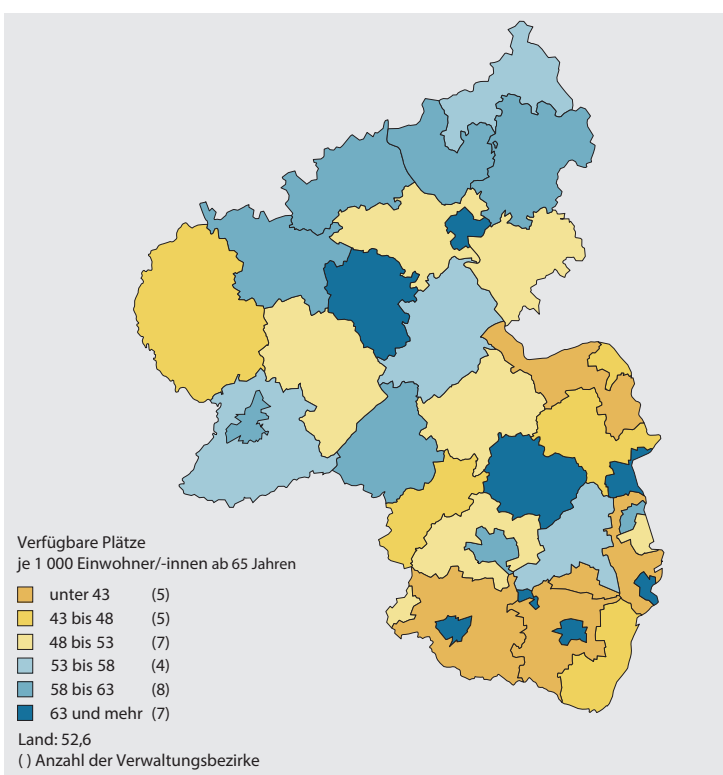 Verfügbare Plätze
je 1 000 Einwohner/-innen ab 65 Jahren
unter 43 (5)
43 bis 48 (5)
48 bis 53 (7)
53 bis 58 (4)
58 bis 63 (8)
63 und mehr (7)
Land: 52,6
( ) Anzahl der Verwaltungsbezirke